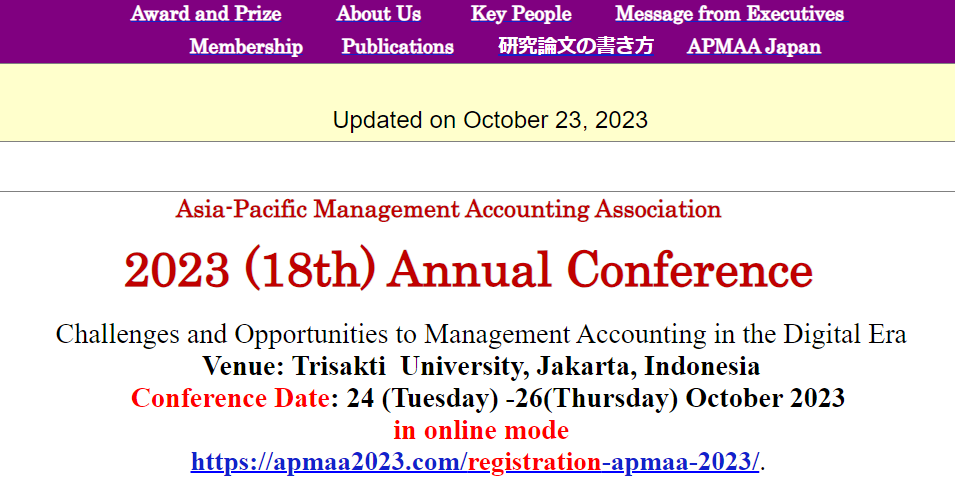 Award and Prize About Us Key People Message from Executives
Membership Publications 研究論文の書き方 APMAA Japan
Updated on October 23, 2023
Asia-Pacific Management Accounting Association
2023 (18th) Annual Conference
Challenges and Opportunities to Management Accounting in the Digital Era
Venue: Trisakti University, Jakarta, Indonesia
Conference Date: 24 (Tuesday) -26(Thursday) October 2023
in online mode
https://apmaa2023.com/registration-apmaa-2023/.